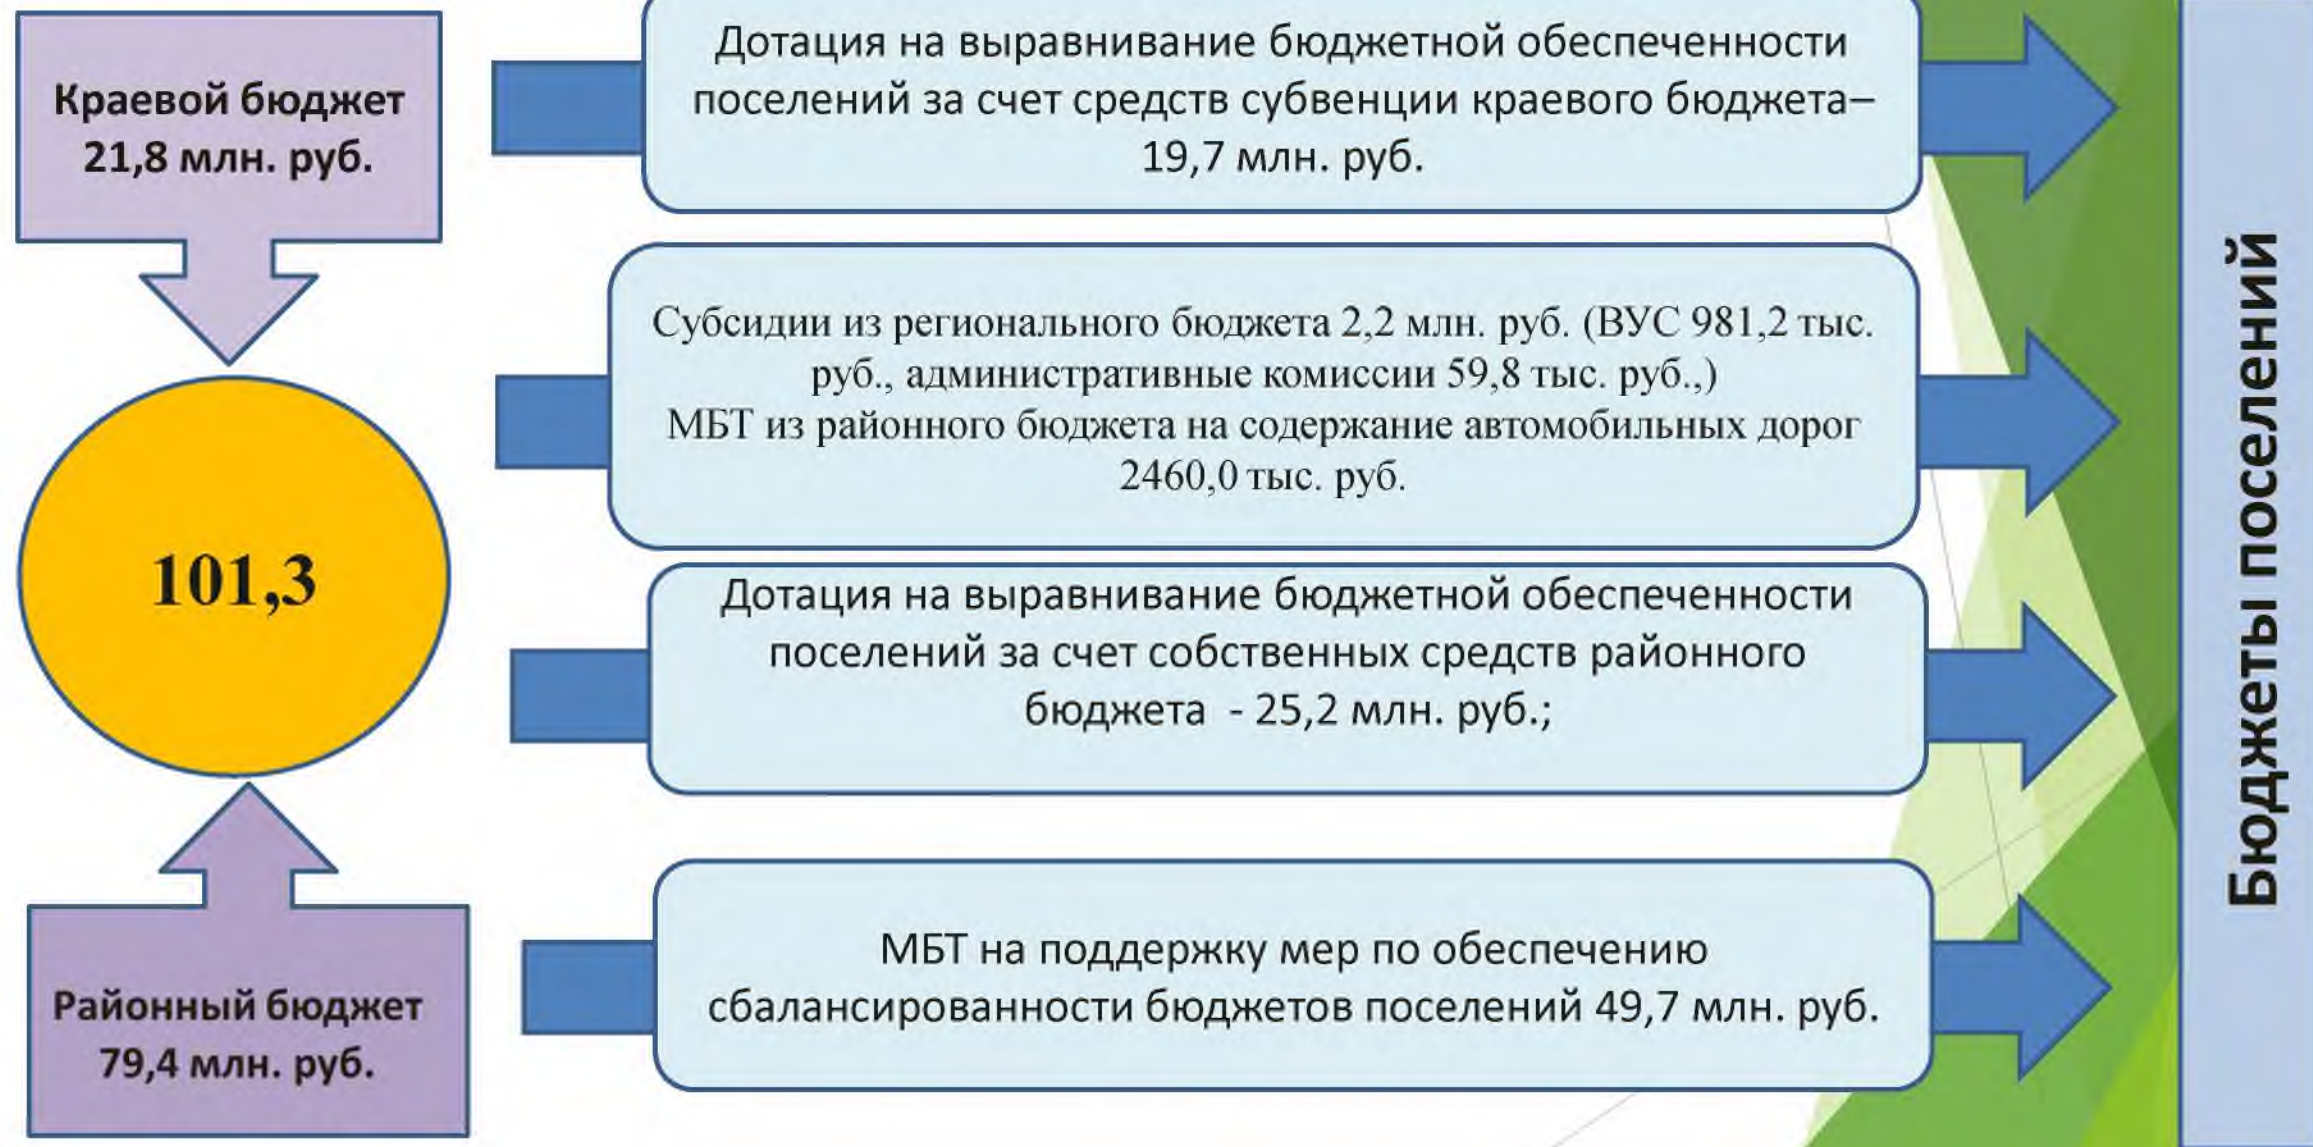 Краевой бюджет
21,8 млн. руб.
101,3
Районный бюджет
79,4 млн. руб.
Дотация на выравнивание бюджетной обеспеченности
поселений за счет средств субвенции краевого бюджета–
19,7 млн. руб.
Субсидии из регионального бюджета 2,2 млн. руб. (ВУС 981,2 тыс.
руб., административные комиссии 59,8 тыс. руб.,)
МБТ из районного бюджета на содержание автомобильных дорог
2460,0 тыс. руб.
Дотация на выравнивание бюджетной обеспеченности
поселений за счет собственных средств районного
бюджета - 25,2 млн. руб.;
МБТ на поддержку мер по обеспечению
сбалансированности бюджетов поселений 49,7 млн. руб.
Бюджеты поселений